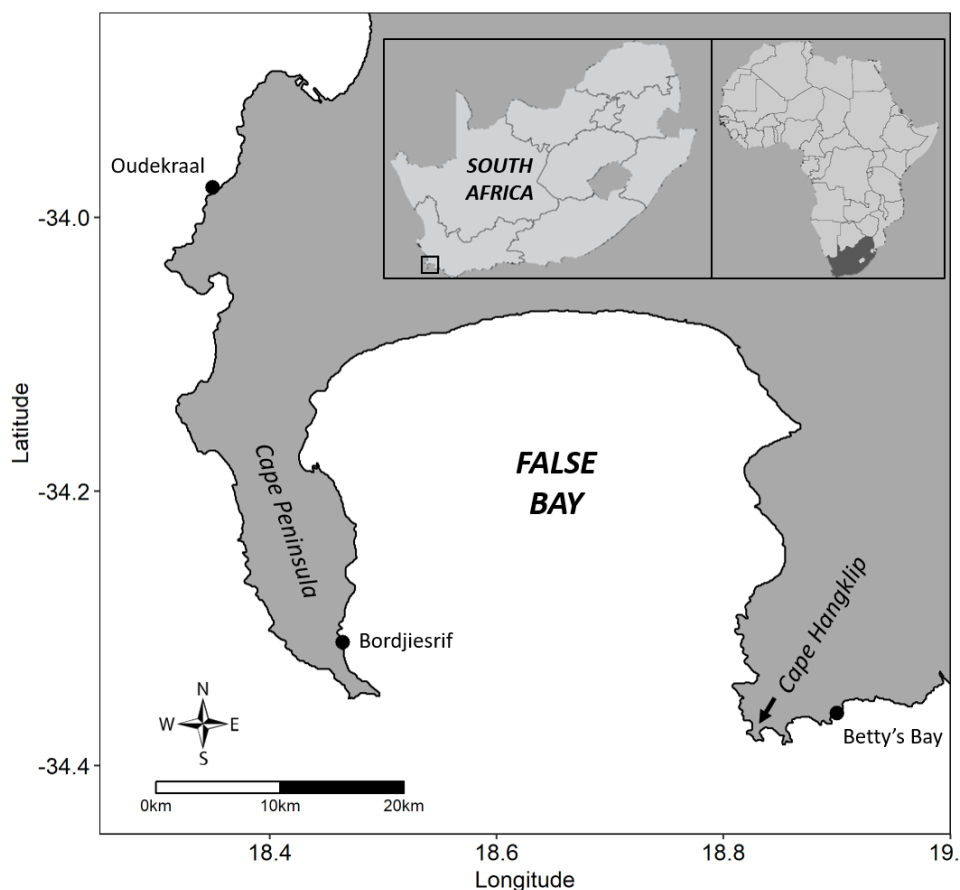 Oudekraal
SOUTH
AFRICA
-34.0
Latitude
FALSE
BAY
-34.2
Cape Peninsula
Cape Hangklip
Bordjiesrif
N
W E
S
Betty's Bay
-34.4
0km 10km 20km
18.4 18.6 18.8 19.
Longitude